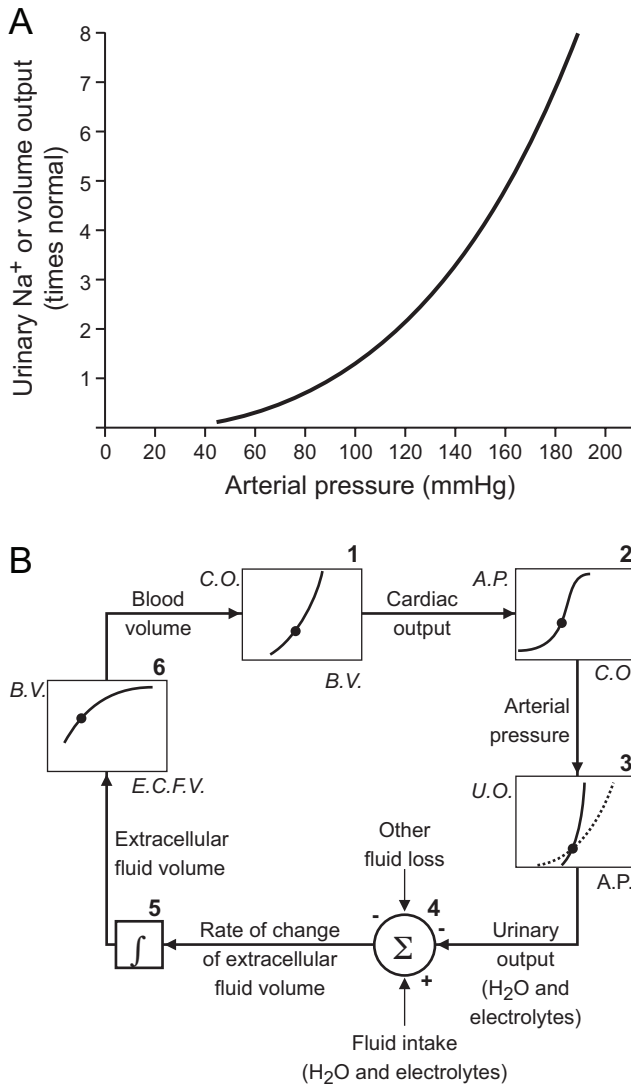 A
Urinary Na+ or volume output
(times normal)
8
7
6
5
4
3
2
1
0 20 40 60 80 100 120 140 160 180 200
Arterial pressure (mmHg)
B
1
C.O.
B.V.
Blood
volume
Cardiac
output
2
A.P.
C.O.
6
B.V.
E.C.F.V.
Arterial
pressure
3
U.O.
A.P.
Extracellular
fluid volume
Other
fluid loss
5
∫
Rate of change
of extracellular
fluid volume
- 4
-
Σ
+
Urinary
output
(H2O and
electrolytes)
Fluid intake
(H2O and electrolytes)